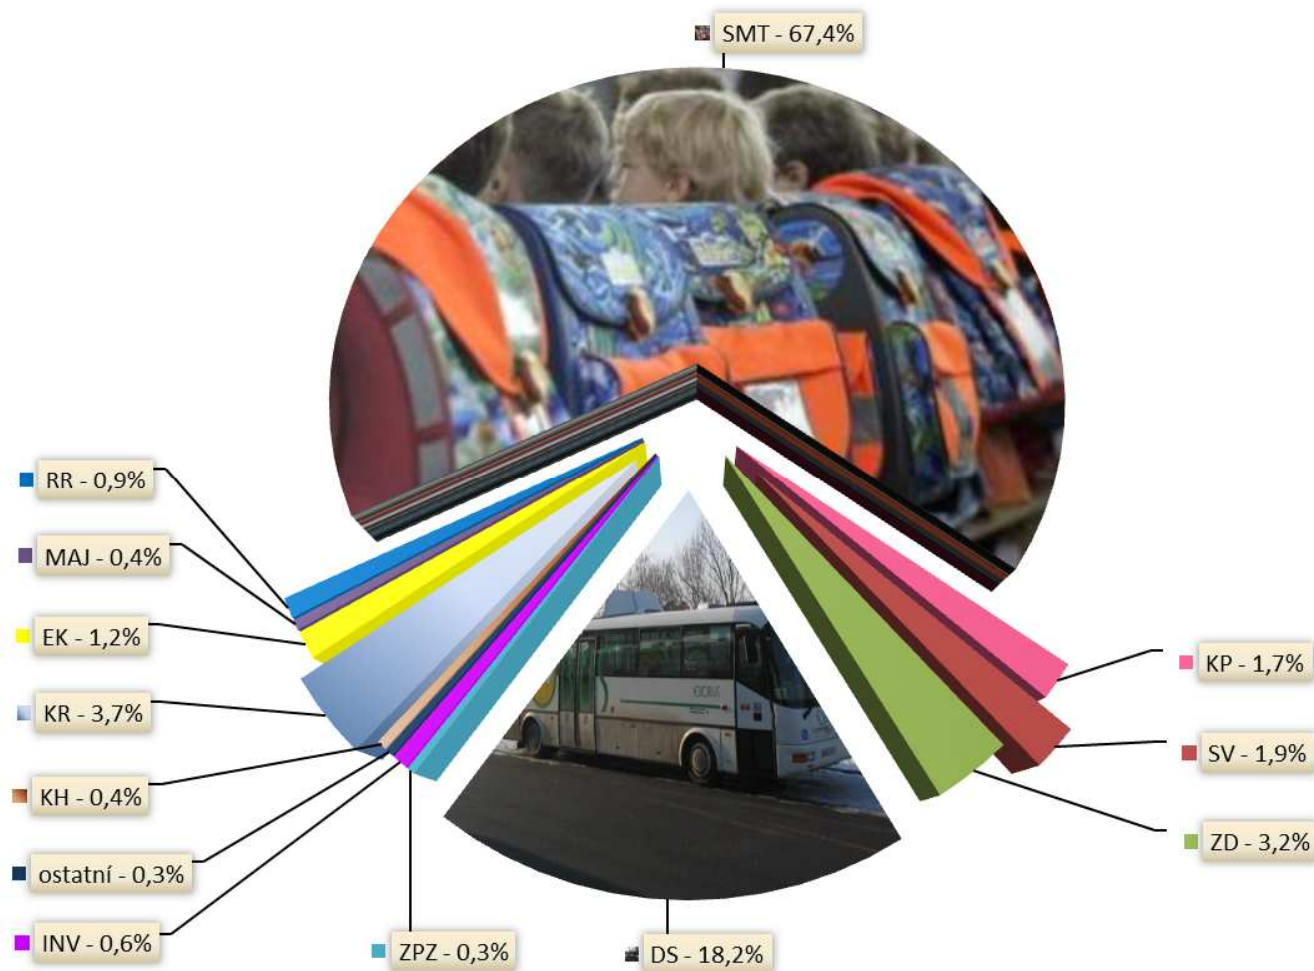 SMT - 67,4%
RR - 0,9%
MAJ - 0,4%
EK - 1,2%
KR - 3,7%
KH - 0,4%
ostatní - 0,3%
INV - 0,6%
ZPZ - 0,3%
DS - 18,2%
KP - 1,7%
SV - 1,9%
ZD - 3,2%